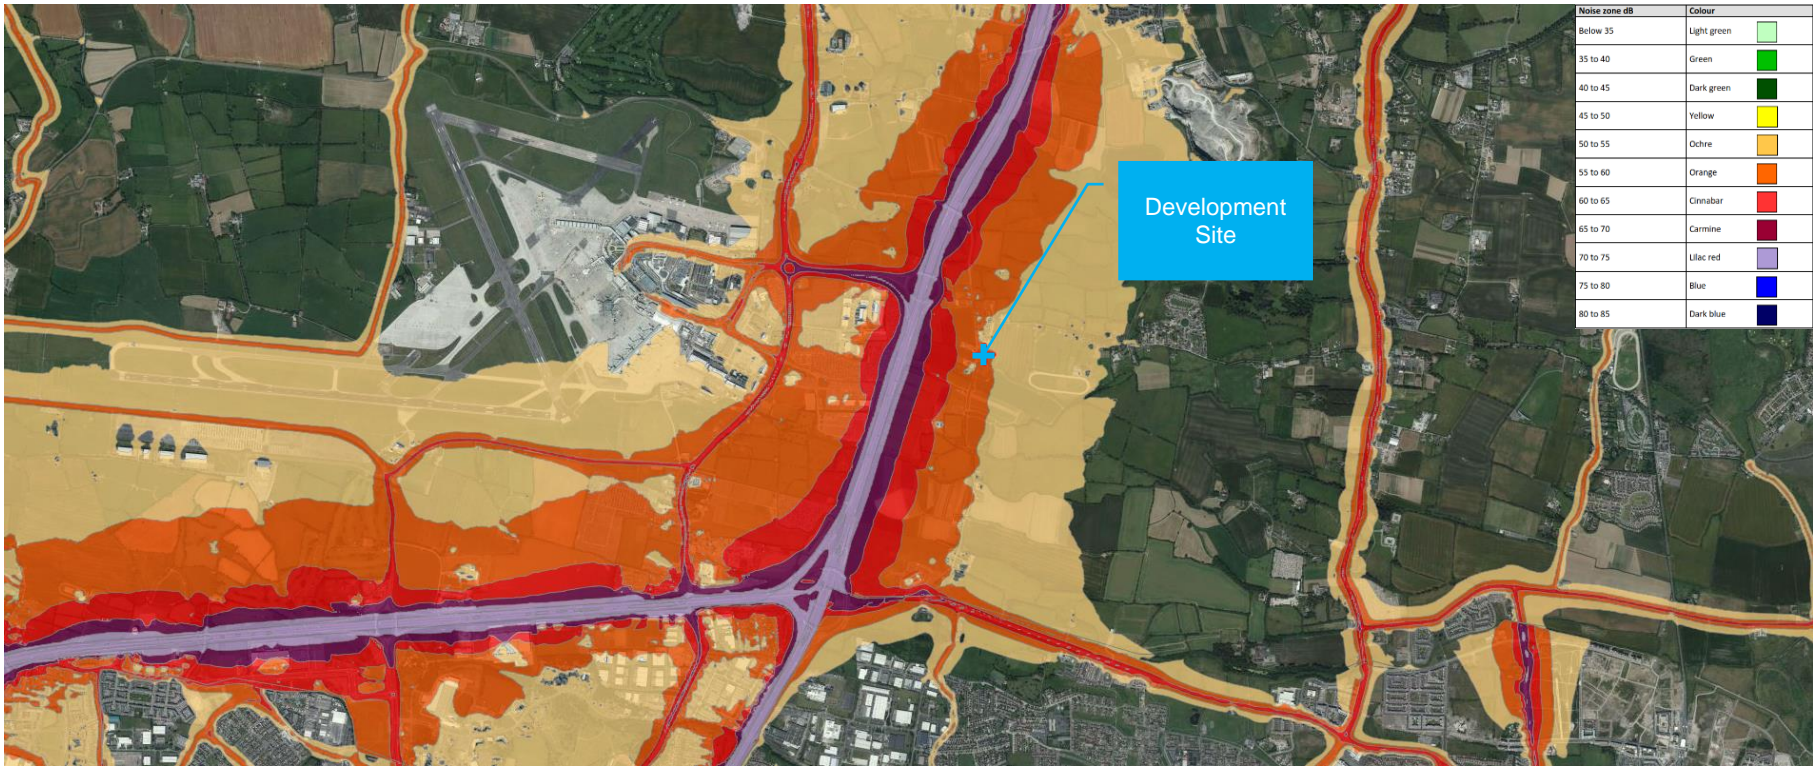 Noise zone dB Colour
Below 35 Light green
35 to 40 Green
40 to 45 Dark green
45 to 50 Yellow
50 to 55 Ochre
55 to 60 Orange
60 to 65 Cinnabar
65 to 70 Carmine
70 to 75 Lilac red
75 to 80 Blue
80 to 85 Dark blue
Development
Site